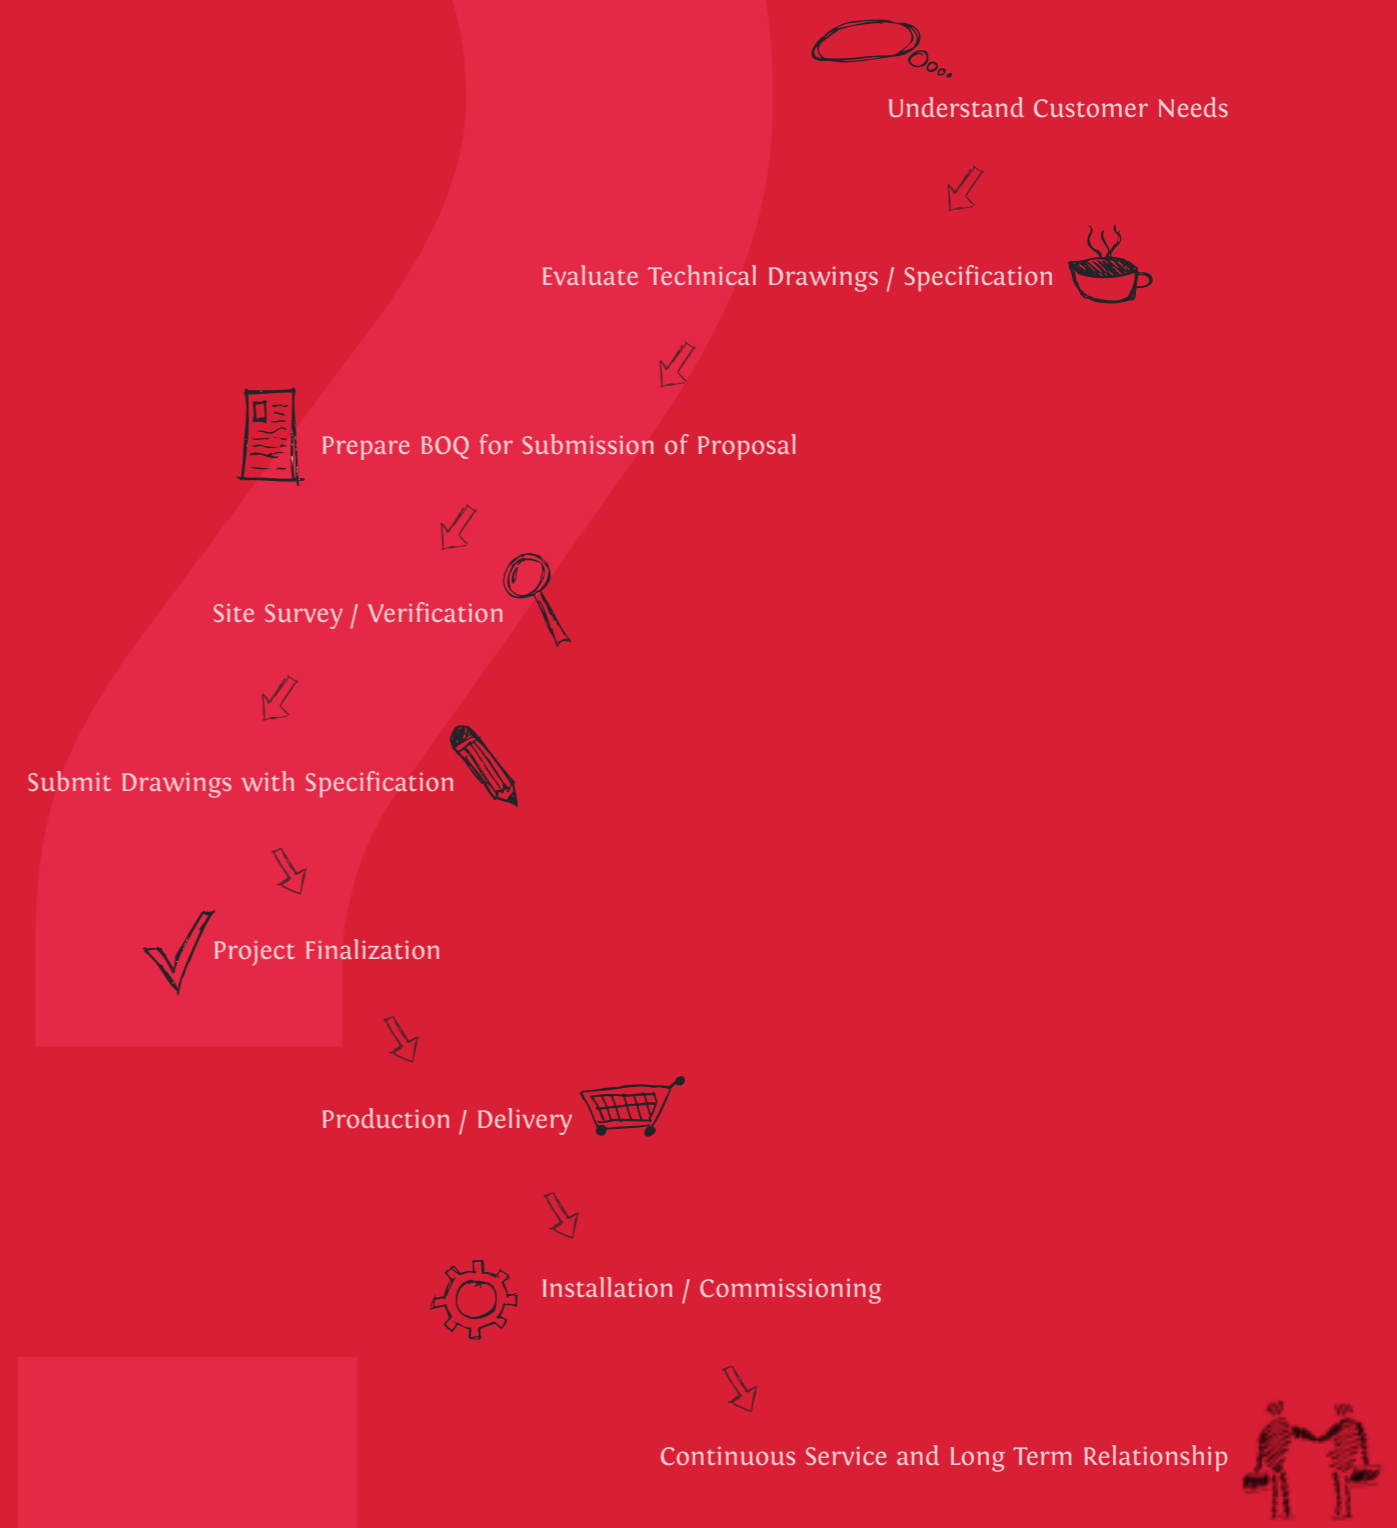 Understand Customer Needs
Evaluate Technical Drawings / Specification
Prepare BOQ for Submission of Proposal
Site Survey / Verification
Submit Drawings with Specification
Project Finalization
Production / Delivery
Installation / Commissioning
Continuous Service and Long Term Relationship